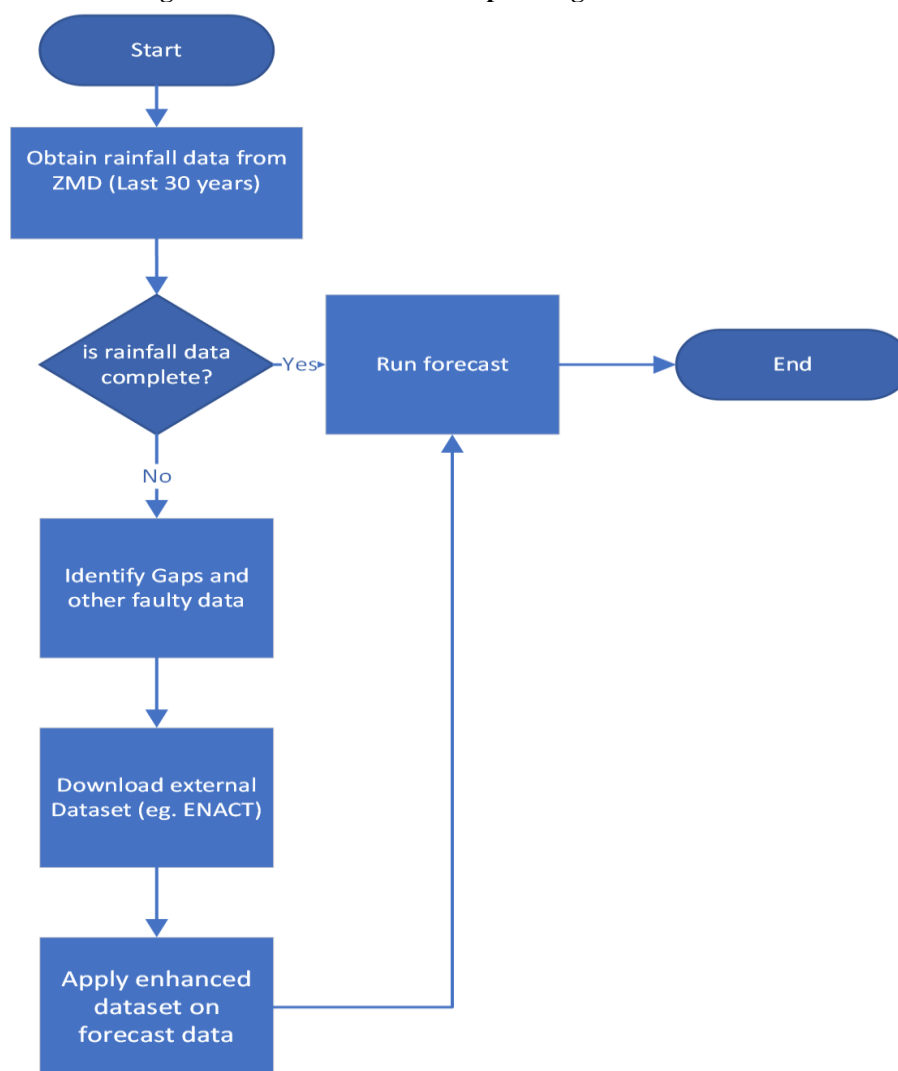 Start
Obtain rainfall data from
ZMD (Last 30 years)
is rainfall data
complete?
Yes
Run forecast
End
No
Identify Gaps and
other faulty data
Download external
Dataset (eg. ENACT)
Apply enhanced
dataset on
forecast data